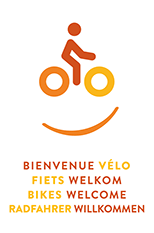 BIENVENUE VÉLO
FIETS WELKOM
BIKES WELCOME
RADFAHRER WILLKOMMEN